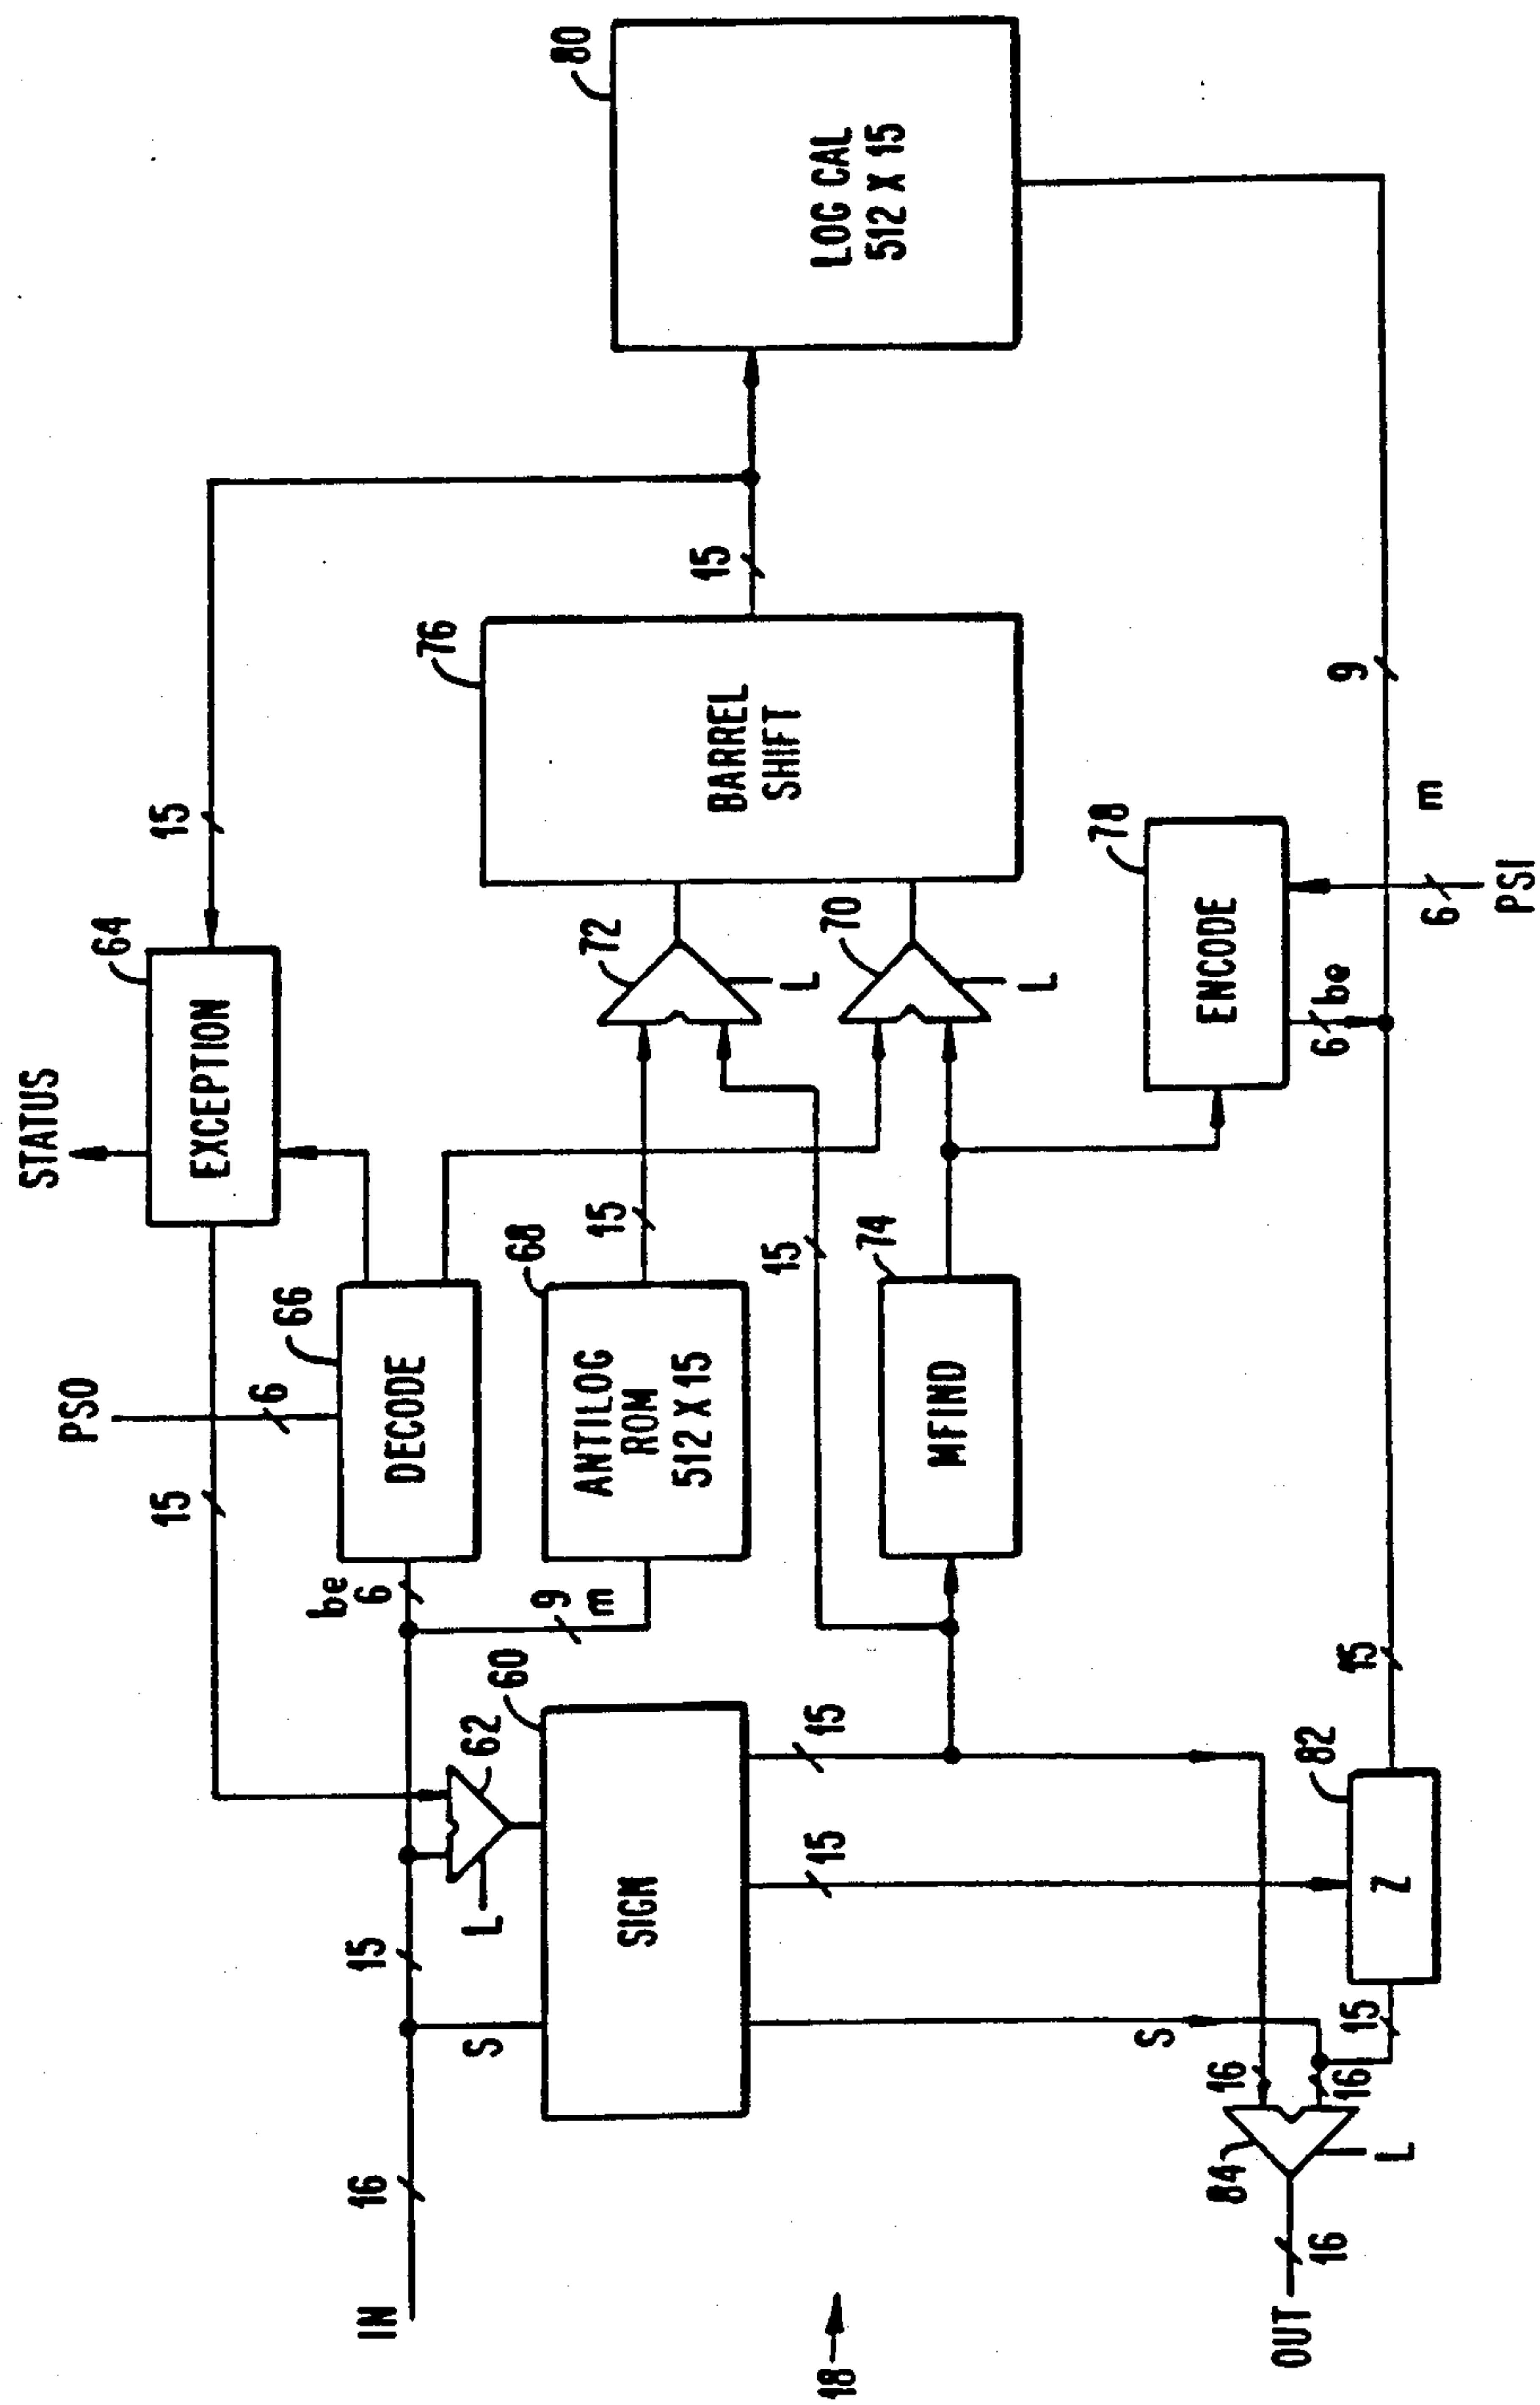 STATUS
PSO
64
15
15
EXCEPTION
6
66
be
6
IN
16
15
DECODE
76
S
L
62
60
68
9
m
80
ANTILOG
ROM
512 X 15
15
72
SIGM
BARREL
SHIFT
15
L
LOG CAL
512 X 15
15
15
15
74
70
MFIND
L
18
78
S
ENCODE
16
84
16
82
6
be
OUT
16
15
Z
15
9
L
m
6
PSI